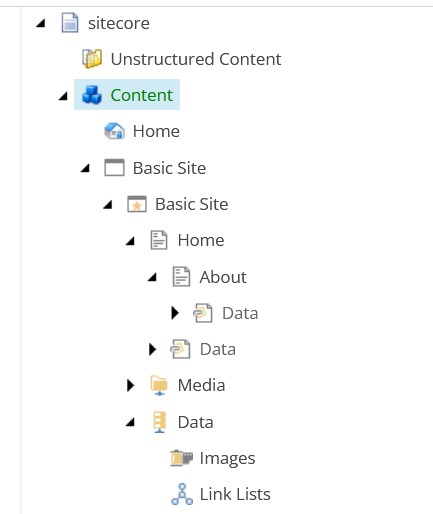 sitecore
Unstructured Content
Content
Home
Basic Site
Basic Site
Home
About
Data
Data
Media
Data
Images
Link Lists